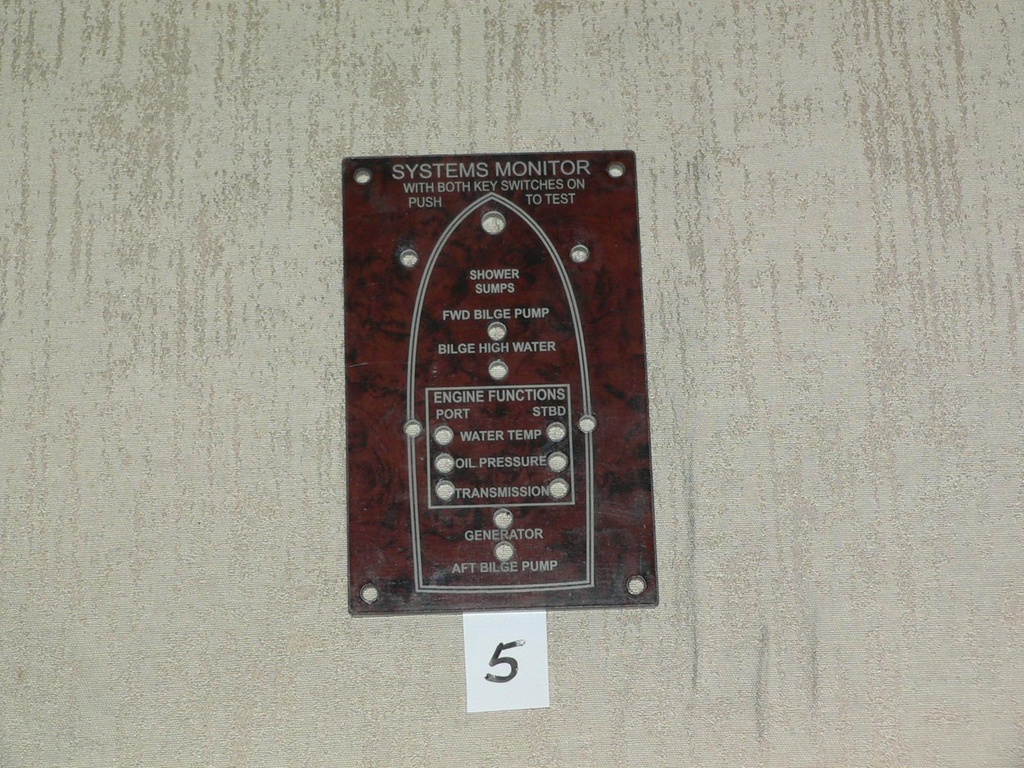 SYSTEMS MONITOR
WITH BOTH KEY SWITCHES ON
PUSH TO TEST
SHOWER
SUMPS
FWD BILGE PUMP
BILGE HIGH WATER
ENGINE FUNCTIONS
PORT STBD
WATER TEMP
OIL PRESSURE
TRANSMISSION
GENERATOR
AFT BILGE PUMP
5